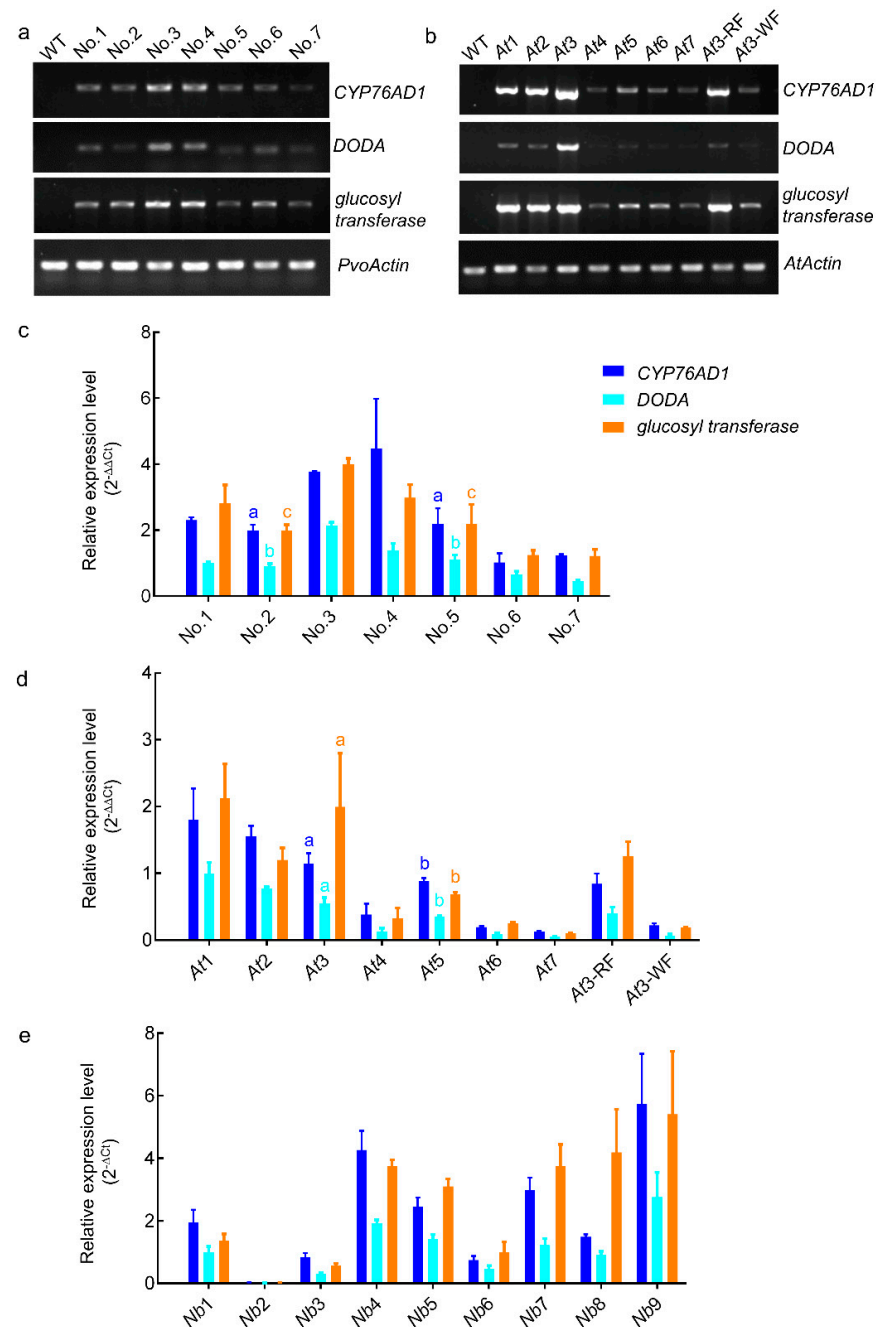 a
WT No.1 No.2 No.3 No.4 No.5 No.6 No.7
CYP76AD1
DODA
glucosyl
transferase
PvoActin
b
WT At1 At2 At3 At4 At5 At6 At7 At3-RF At3-WF
CYP76AD1
DODA
glucosyl
transferase
AtActin
c
Relative expression level
(2-ΔΔCt)
8
6
4
2
0
a b c
a b c
CYP76AD1
DODA
glucosyl transferase
No.1 No.2 No.3 No.4 No.5 No.6 No.7
d
Relative expression level
(2-ΔΔCt)
4
3
2
1
0
a a a
b b b
At1 At2 At3 At4 At5 At6 At7 At3-RF At3-WF
e
Relative expression level
(2-ΔCt)
8
6
4
2
0
Nb1 Nb2 Nb3 Nb4 Nb5 Nb6 Nb7 Nb8 Nb9